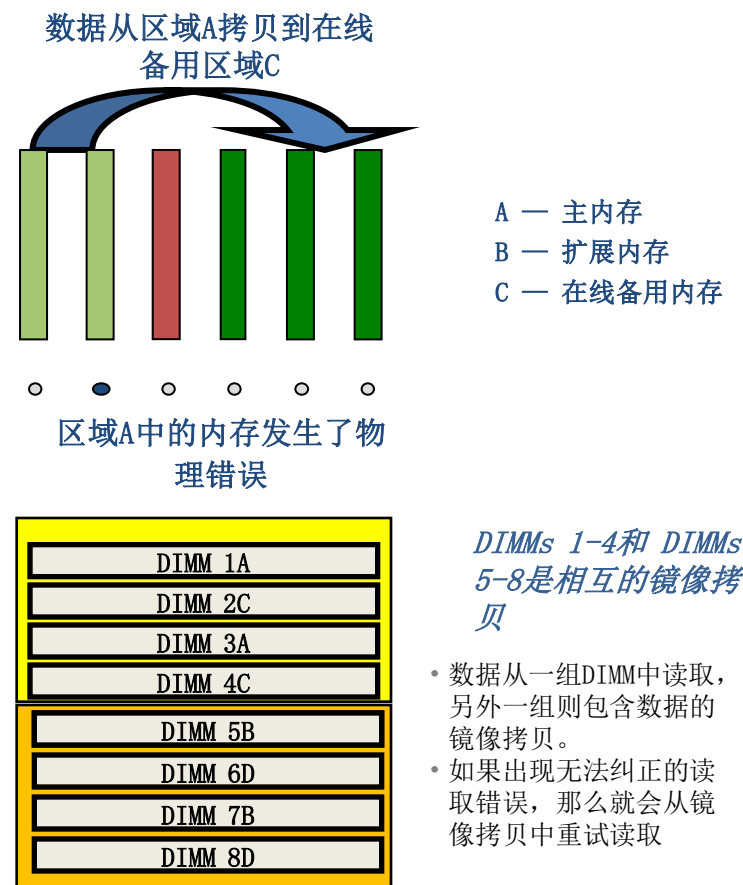 数据从区域A拷贝到在线
备用区域C
A — 主内存
B — 扩展内存
C — 在线备用内存
区域A中的内存发生了物
理错误
DIMM 1A
DIMM 2C
DIMM 3A
DIMM 4C
DIMM 5B
DIMM 6D
DIMM 7B
DIMM 8D
DIMMs 1-4和 DIMMs
5-8是相互的镜像拷
贝
•数据从一组DIMM中读取，
另外一组则包含数据的
镜像拷贝。
•如果出现无法纠正的读
取错误，那么就会从镜
像拷贝中重试读取